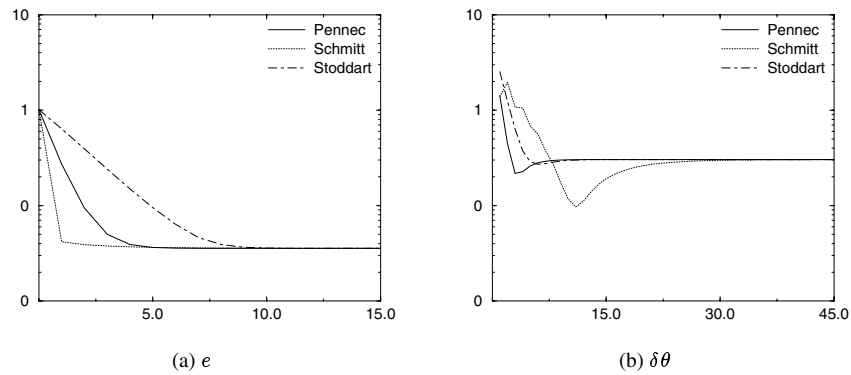 10
1
0
0
Pennec
Schmitt
Stoddart
5.0
10.0
15.0
(a) e
10
1
0
0
Pennec
Schmitt
Stoddart
15.0
30.0
45.0
(b) δθ